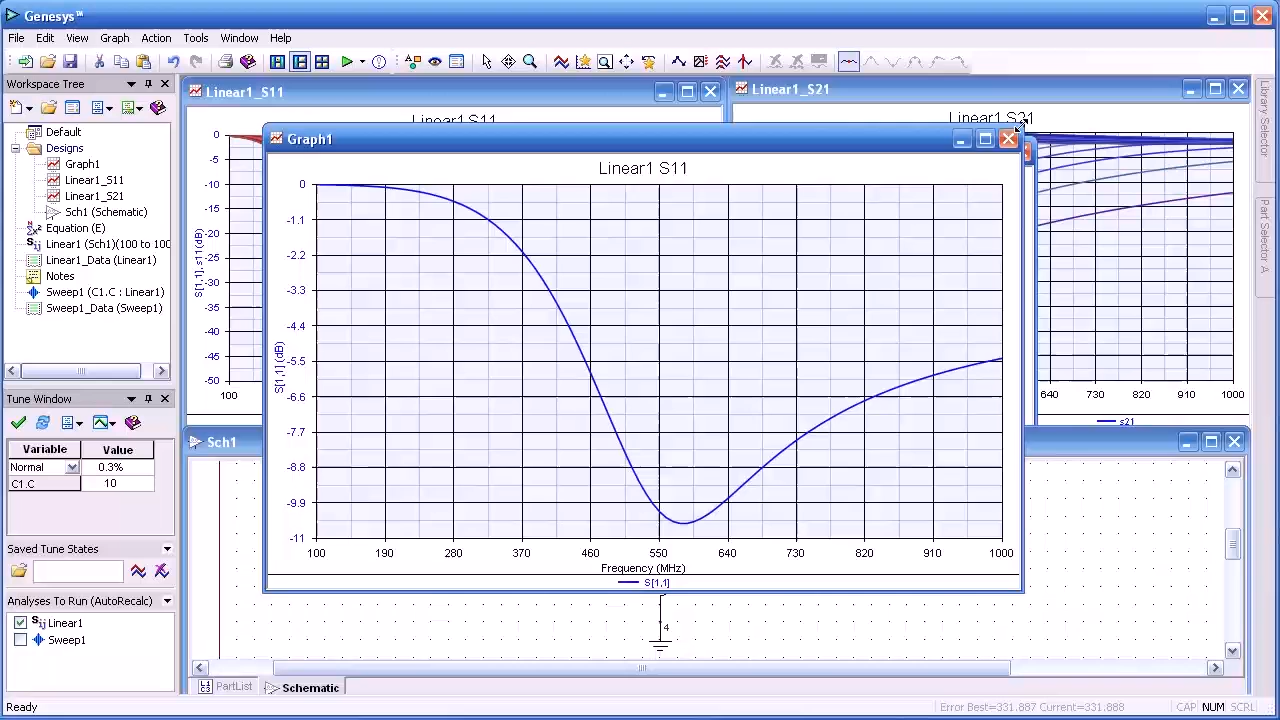 Genesys™
File Edit View Graph Action Tools Window Help
Workspace Tree
Default
Designs
Graph1
Linear1_S11
Linear1_S21
Sch1 (Schematic)
Equation (E)
Linear1 (Sch1)(100 to 100
Linear1_Data (Linear1)
Notes
Sweep1 (C1.C : Linear1)
Sweep1_Data (Sweep1)
Tune Window
Variable Value
Normal 0.3%
C1.C 10
Saved Tune States
Analyses To Run (AutoRecalc)
Linear1
Sweep1
Linear1_S11
Linear1 S11
0
-5
-10
-15
-20
-25
-30
-35
-40
-45
-50
S[1,1], s11 (dB)
100
Linear1_S21
Linear1 S21
640 730 820 910 1000
s21
Graph1
Linear1 S11
0
-1.1
-2.2
-3.3
-4.4
-5.5
-6.6
-7.7
-8.8
-9.9
-11
S[1,1] (dB)
100 190 280 370 460 550 640 730 820 910 1000
Frequency (MHz)
S[1,1]
Sch1
4
PartList Schematic
Library Selector
Part Selector A
Ready
Error Best=331.887 Current=331.888
CAP NUM SCRL